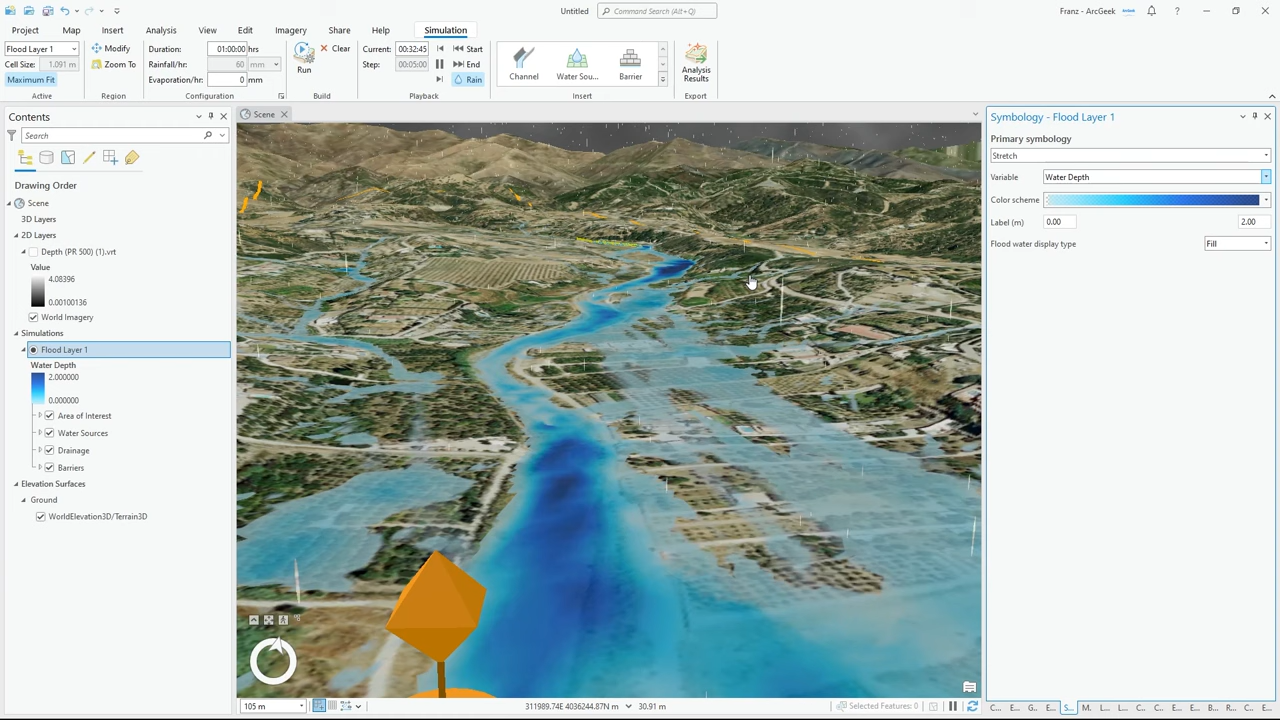 Untitled
Command Search (Alt+Q)
Franz - ArcGeek
Project Map Insert Analysis View Edit Imagery Share Help Simulation
Flood Layer 1
Cell Size: 1.091 m
Maximum Fit
Active
Modify
Zoom To
Region
Duration: 01:00:00 hrs
Rainfall/hr: 60 mm
Evaporation/hr: 0 mm
Configuration
Run
Clear
Build
Current: 00:32:45
Step: 00:05:00
Start
End
Rain
Playback
Channel
Water Sou...
Barrier
Insert
Analysis
Results
Export
Contents
Search
Drawing Order
Scene
3D Layers
2D Layers
Depth (PR 500) (1).vrt
Value
4.08396
0.00100136
World Imagery
Simulations
Flood Layer 1
Water Depth
2.000000
0.000000
Area of Interest
Water Sources
Drainage
Barriers
Elevation Surfaces
Ground
WorldElevation3D/Terrain3D
Scene
105 m
311989.74E 4036244.87N m
30.91 m
Selected Features: 0
Symbology - Flood Layer 1
Primary symbology
Stretch
Variable Water Depth
Color scheme
Label (m) 0.00 2.00
Flood water display type Fill
C... E... G... E... S... M. L... L... C... C... E... E... B... R... C... E...